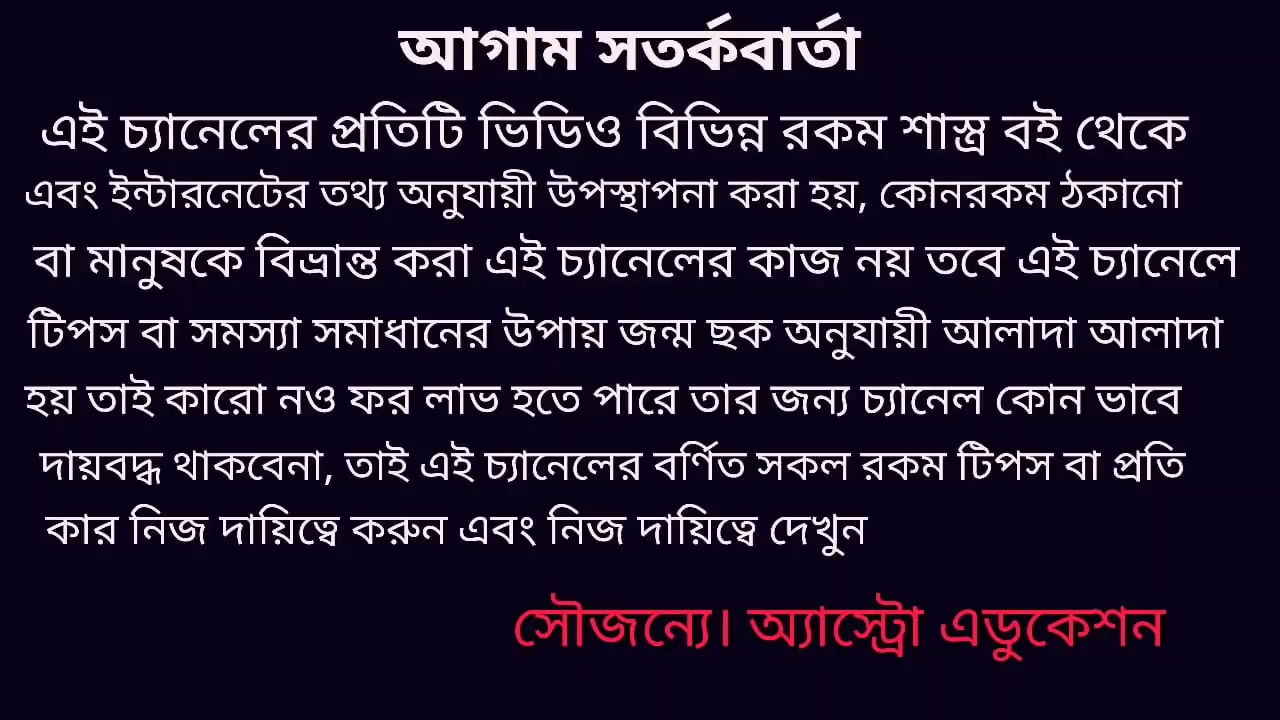 আগাম সতর্কবার্তা
এই চ্যানেলের প্রতিটি ভিডিও বিভিন্ন রকম শাস্ত্র বই থেকে
এবং ইন্টারনেটের তথ্য অনুযায়ী উপস্থাপনা করা হয়, কোনরকম ঠকানো
বা মানুষকে বিভ্রান্ত করা এই চ্যানেলের কাজ নয় তবে এই চ্যানেলে
টিপস বা সমস্যা সমাধানের উপায় জন্ম ছক অনুযায়ী আলাদা আলাদা
হয় তাই কারো নও ফর লাভ হতে পারে তার জন্য চ্যানেল কোন ভাবে
দায়বদ্ধ থাকবেনা, তাই এই চ্যানেলের বর্ণিত সকল রকম টিপস বা প্রতি
কার নিজ দায়িত্বে করুন এবং নিজ দায়িত্বে দেখুন
সৌজন্যে। অ্যাস্ট্রো এডুকেশন